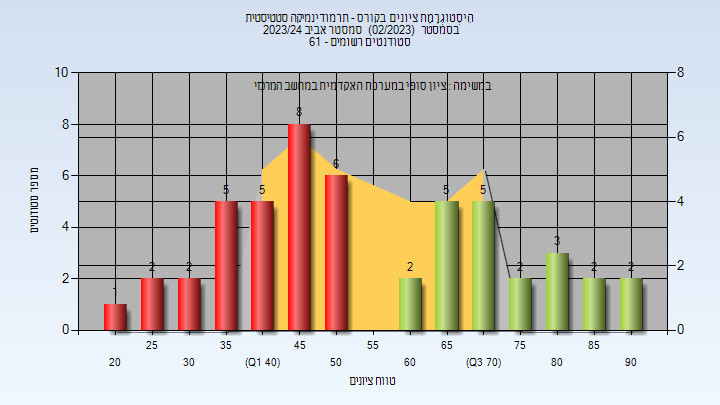 הִיסְטוֹגְרָמַת ציונים בקורס - תרמודינמיקה סטטיסטית
בסמסטר (02/2023) סמסטר אביב 2023/24
סטודנטים רשומים - 61
במשימה : ציון סופי במערכת האקדמית במחשב המרכזי
מספר סטודנטים
10 8 6 4 2 0
8 6 4 2 0
1 2 2 5 5 8 6 2 5 5 2 3 2 2
25 35 45 55 65 75 85
20 30 (Q1 40) 50 60 (Q3 70) 80 90
טווח ציונים